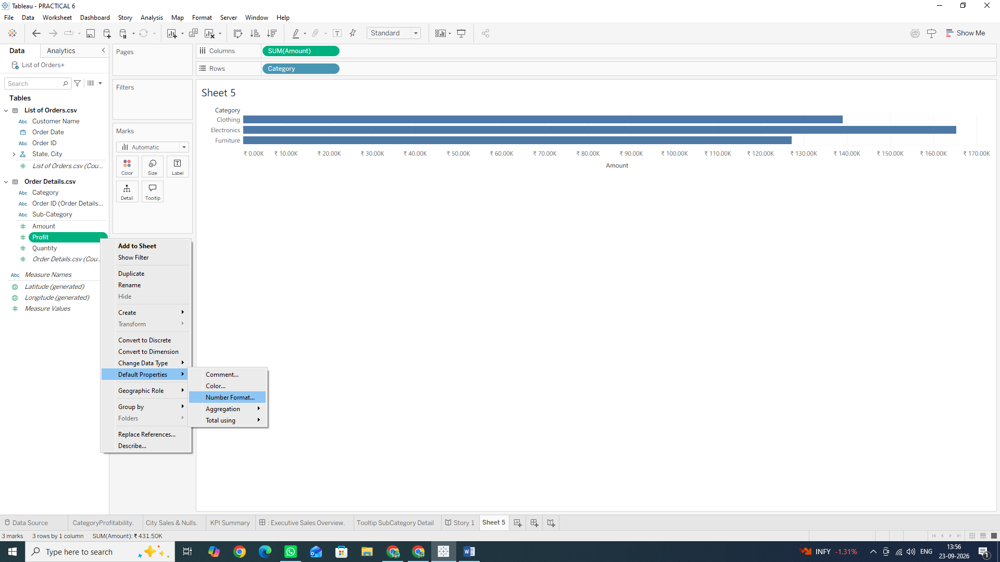 Tableau - PRACTICAL 6
File Data Worksheet Dashboard Story Analysis Map Format Server Window Help
Standard
Show Me
Data Analytics
List of Orders+
Search
Tables
List of Orders.csv
Abc Customer Name
Order Date
Abc Order ID
State, City
List of Orders.csv (Cou...
Order Details.csv
Abc Category
Abc Order ID (Order Details...
Abc Sub-Category
Amount
Profit
Quantity
Order Details.csv (Cou...
Abc Measure Names
Latitude (generated)
Longitude (generated)
Measure Values
Pages
Filters
Marks
Automatic
Color Size Label
Detail Tooltip
Columns SUM(Amount)
Rows Category
Sheet 5
Category
Clothing
Electronics
Furniture
₹ 0.00K ₹ 10.00K ₹ 20.00K ₹ 30.00K ₹ 40.00K ₹ 50.00K ₹ 60.00K ₹ 70.00K ₹ 80.00K ₹ 90.00K ₹ 100.00K ₹ 110.00K ₹ 120.00K ₹ 130.00K ₹ 140.00K ₹ 150.00K ₹ 160.00K ₹ 170.00K
Amount
Add to Sheet
Show Filter
Duplicate
Rename
Hide
Create
Transform
Convert to Discrete
Convert to Dimension
Change Data Type
Default Properties
Geographic Role
Group by
Folders
Replace References...
Describe...
Comment...
Color...
Number Format...
Aggregation
Total using
Data Source CategoryProfitability. City Sales & Nulls. KPI Summary : Executive Sales Overview. Tooltip SubCategory Detail Story 1 Sheet 5
3 marks 3 rows by 1 column SUM(Amount): ₹ 431.50K
Type here to search
INFY -1.31%
ENG
13:56
23-09-2026
1